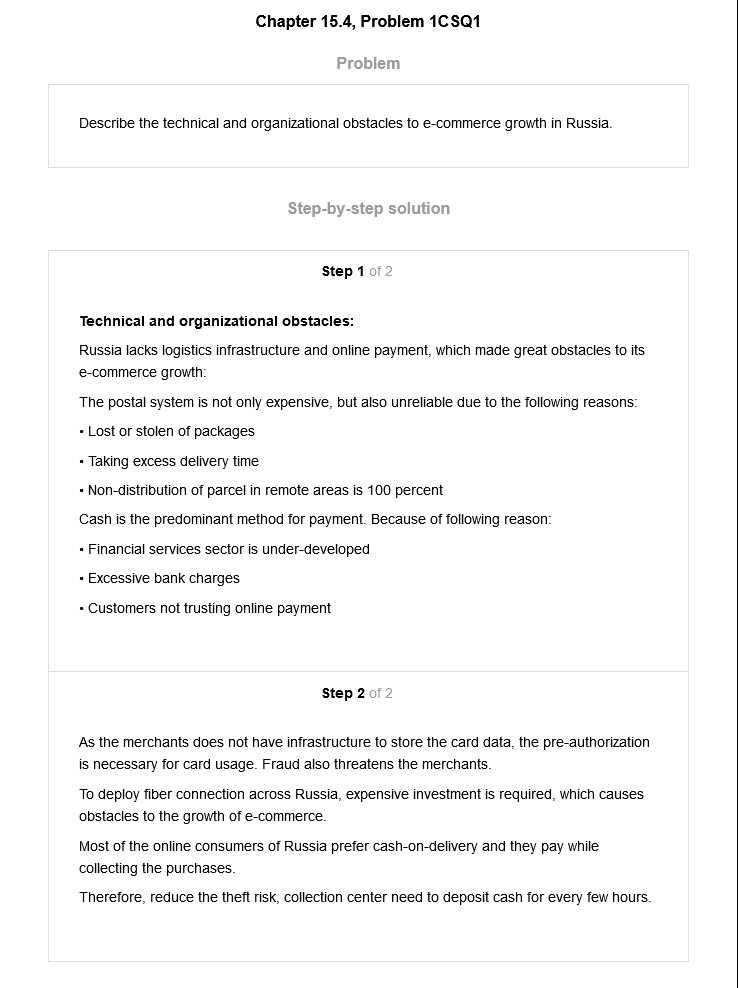 Chapter 15.4, Problem 1CSQ1
Problem
Describe the technical and organizational obstacles to e-commerce growth in Russia.
Step-by-step solution
Step 1 of 2
Technical and organizational obstacles:
Russia lacks logistics infrastructure and online payment, which made great obstacles to its
e-commerce growth:
The postal system is not only expensive, but also unreliable due to the following reasons:
• Lost or stolen of packages
• Taking excess delivery time
• Non-distribution of parcel in remote areas is 100 percent
Cash is the predominant method for payment. Because of following reason:
• Financial services sector is under-developed
• Excessive bank charges
• Customers not trusting online payment
Step 2 of 2
As the merchants does not have infrastructure to store the card data, the pre-authorization
is necessary for card usage. Fraud also threatens the merchants.
To deploy fiber connection across Russia, expensive investment is required, which causes
obstacles to the growth of e-commerce.
Most of the online consumers of Russia prefer cash-on-delivery and they pay while
collecting the purchases.
Therefore, reduce the theft risk, collection center need to deposit cash for every few hours.